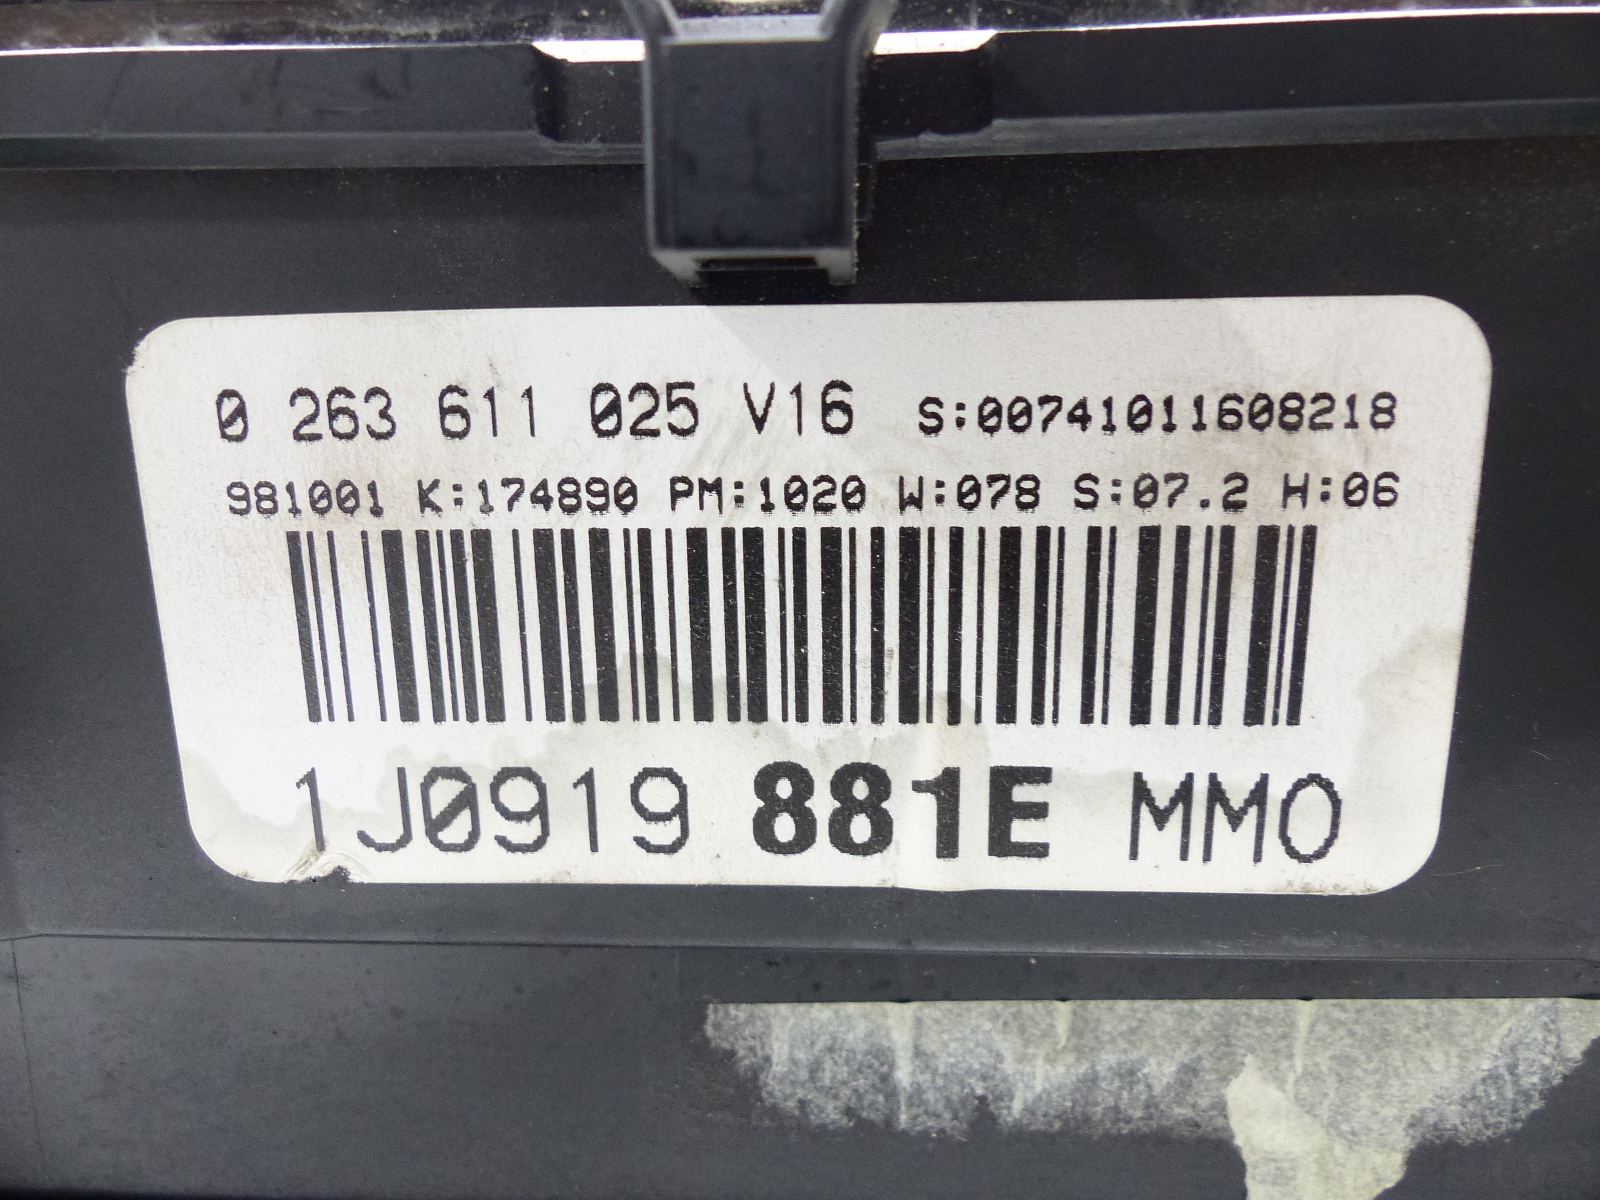 0 263 611 025 V16 S:00741011608218
981001 K:174890 PM:1020 W:078 S:07.2 H:06
1J0919 881E MM0